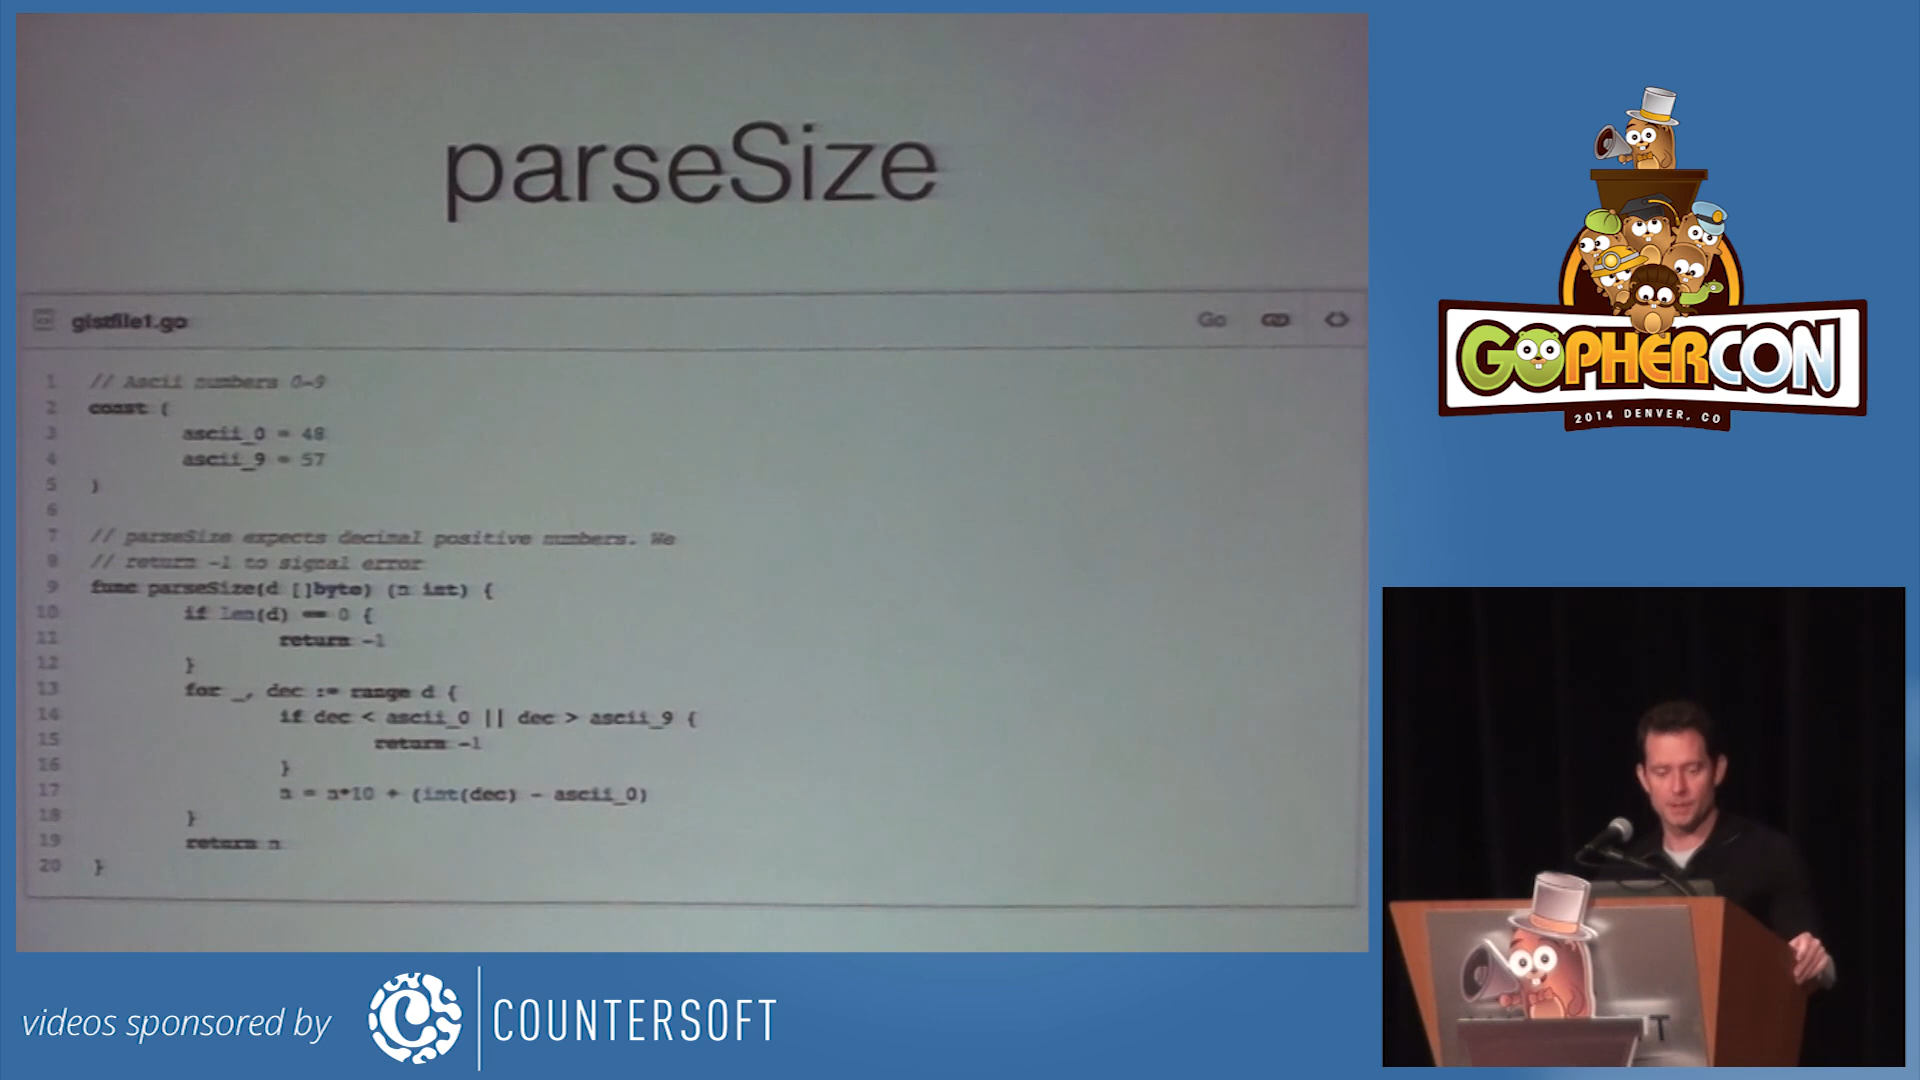 parseSize
gistfile1.go
Go
1 // Ascii numbers 0-9
2 const (
3 ascii_0 = 48
4 ascii_9 = 57
5 )
6
7 // parseSize expects decimal positive numbers. We
8 // return -1 to signal error
9 func parseSize(d []byte) (n int) {
10 if len(d) == 0 {
11 return -1
12 }
13 for _, dec := range d {
14 if dec < ascii_0 || dec > ascii_9 {
15 return -1
16 }
17 n = n*10 + (int(dec) - ascii_0)
18 }
19 return n
20 }
GOPHERCON
2014 DENVER, CO
videos sponsored by
COUNTERSOFT